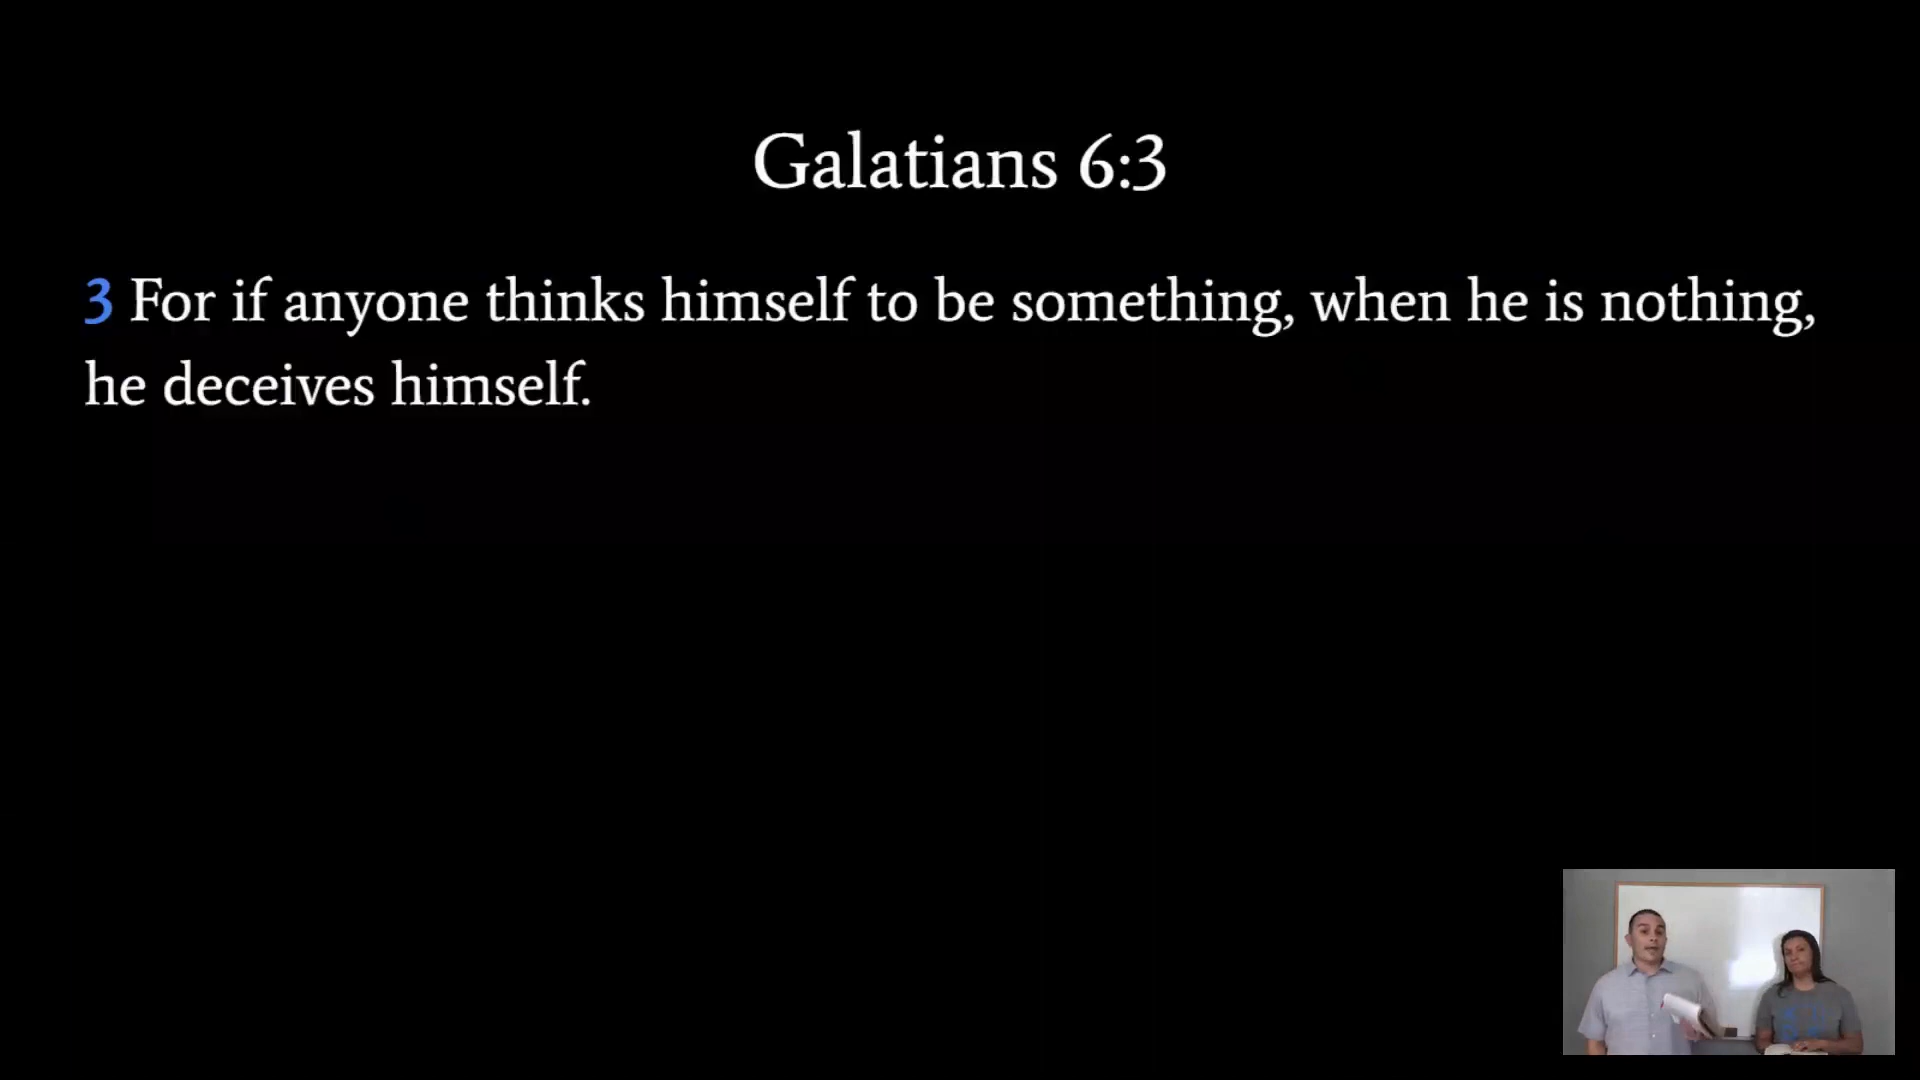 Galatians 6:3
3 For if anyone thinks himself to be something, when he is nothing,
he deceives himself.